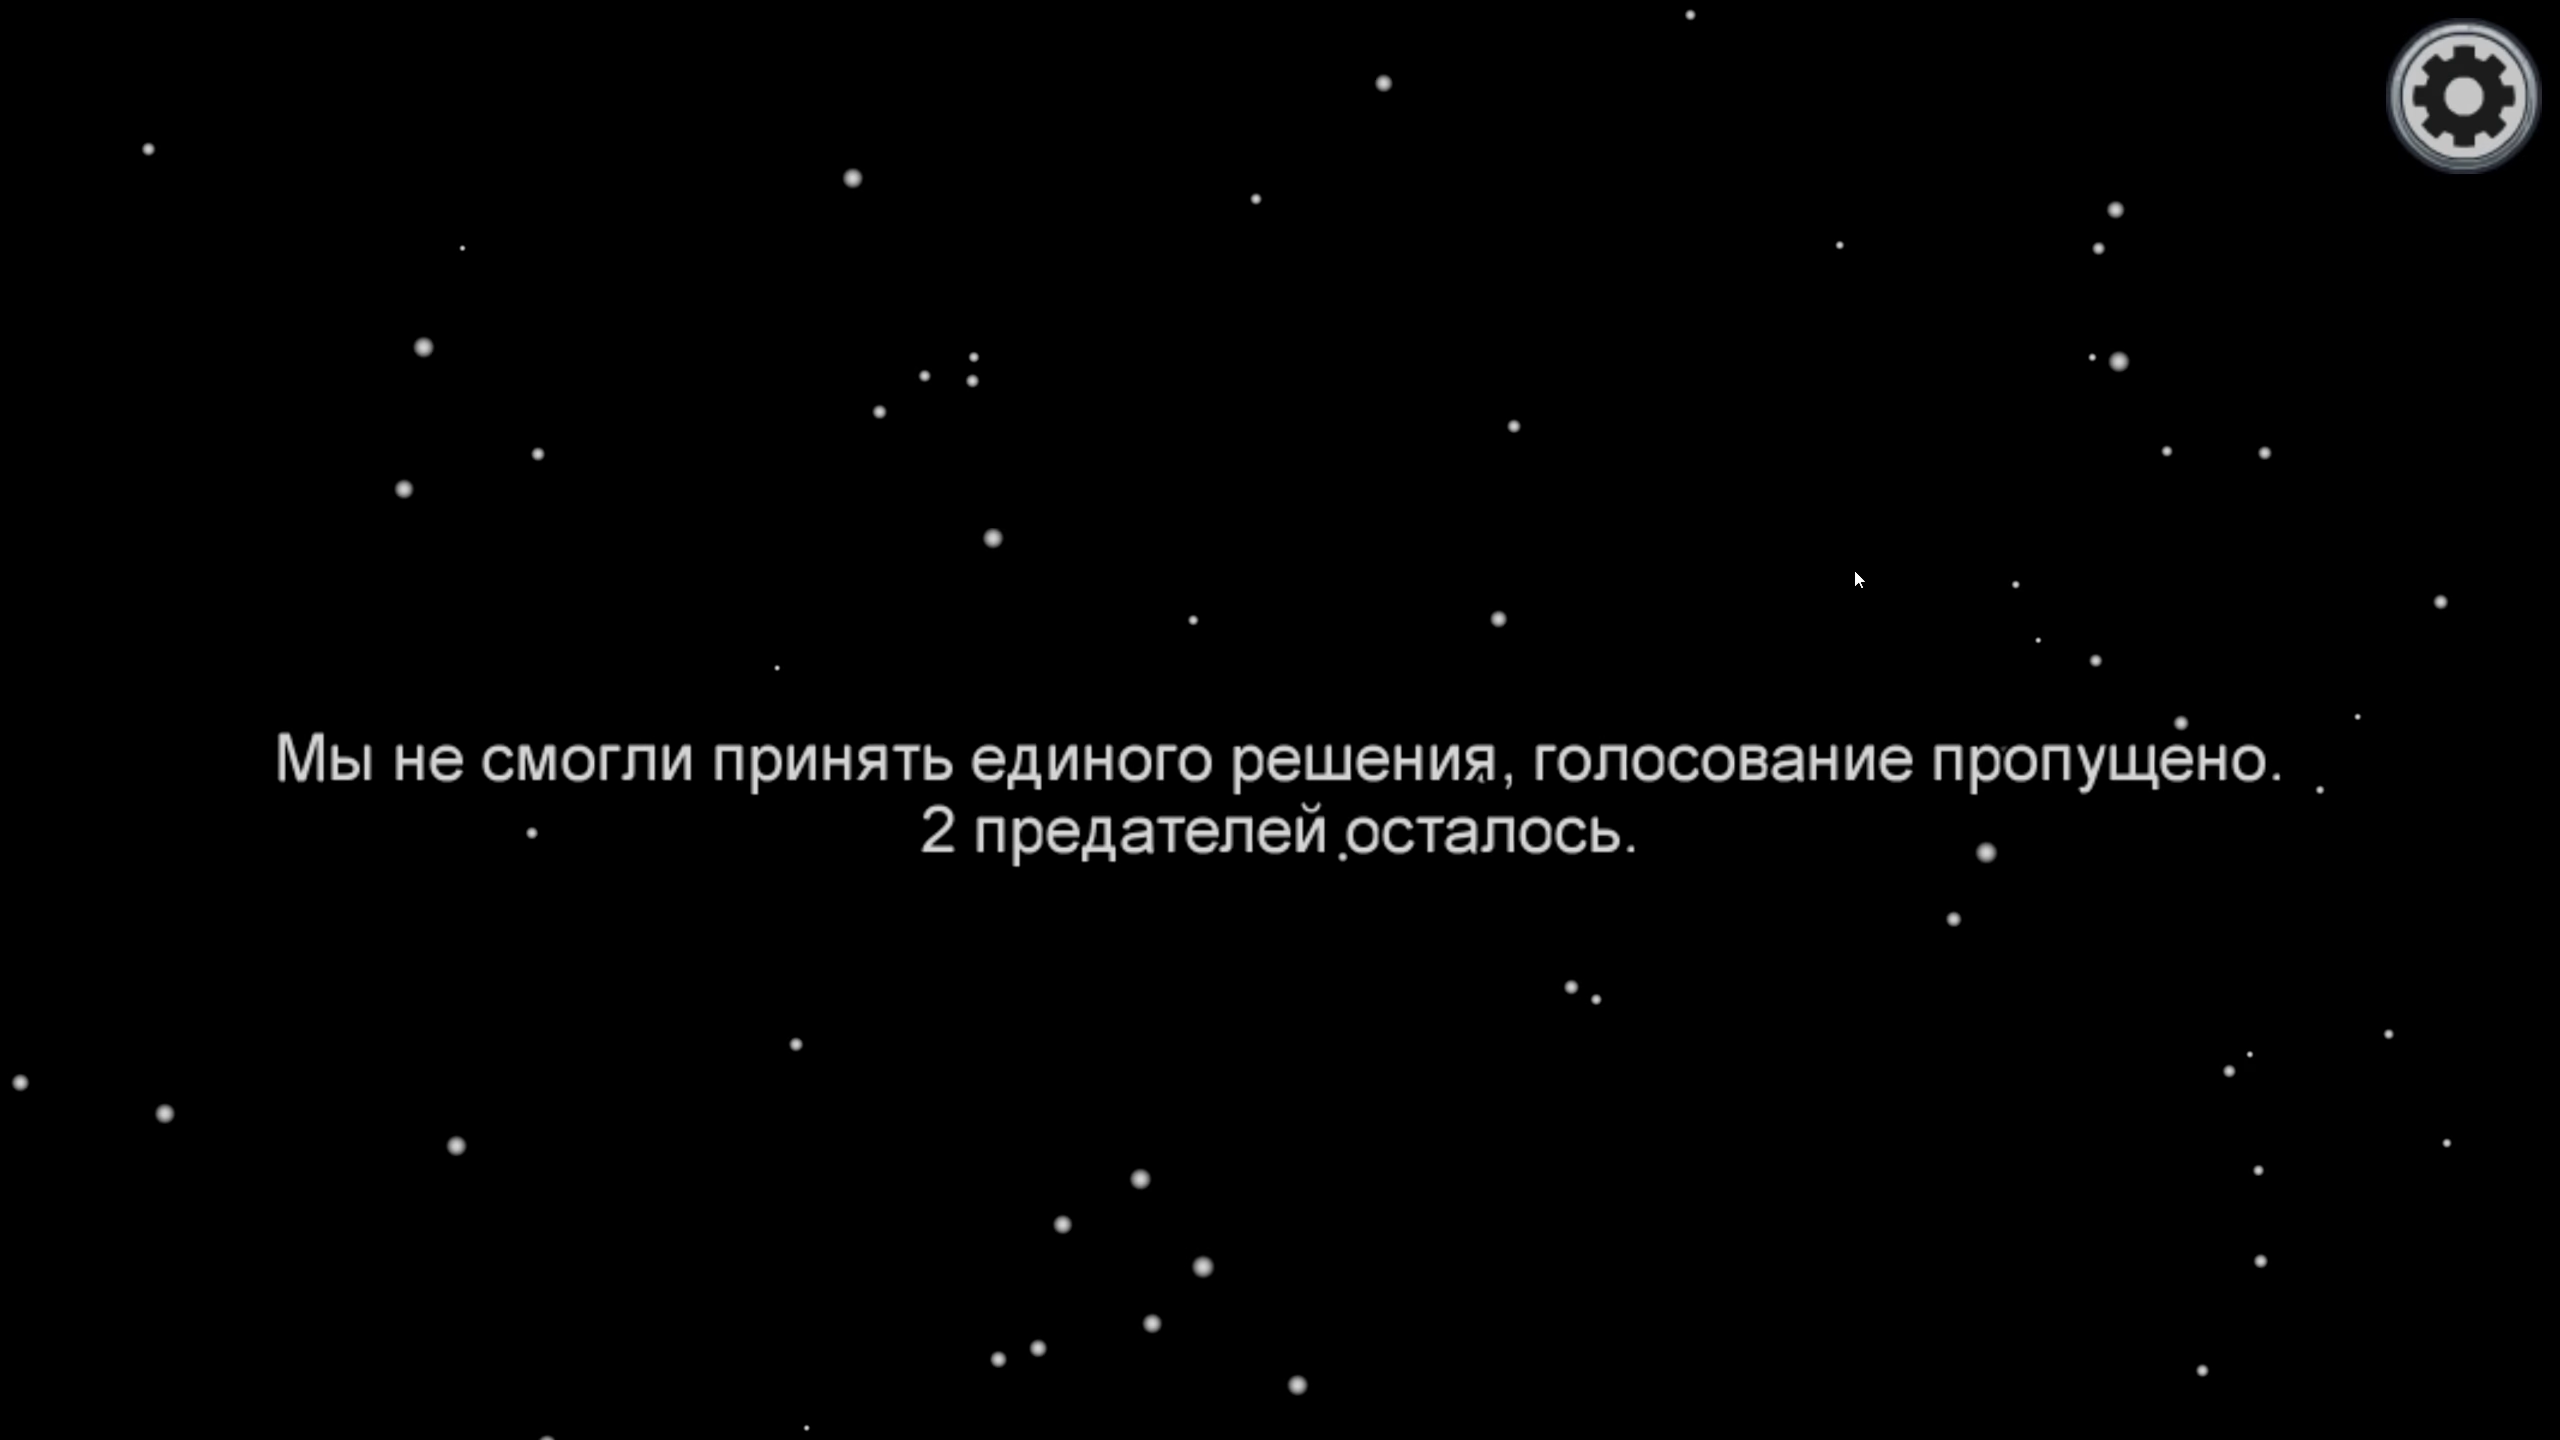 Мы не смогли принять единого решения, голосование пропущено.
2 предателей осталось.